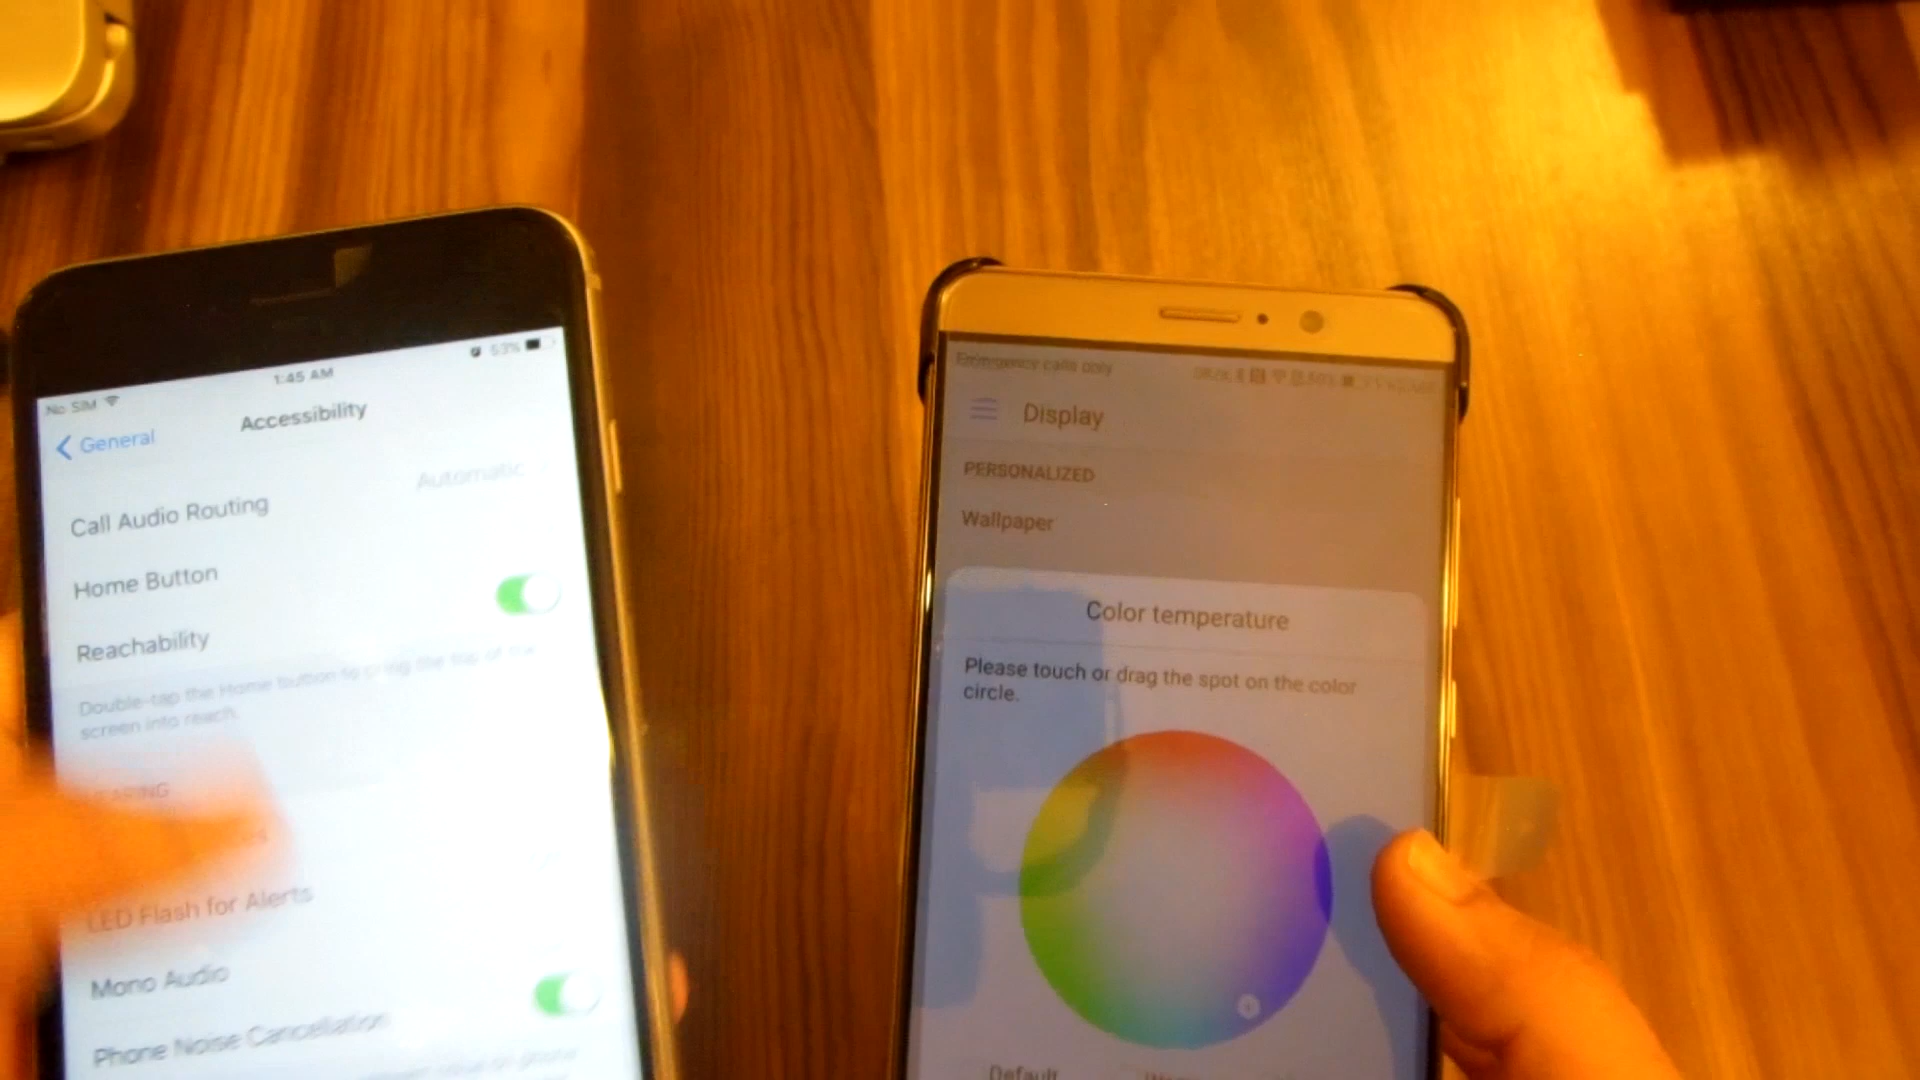 No SIM
53%
1:45 AM
General
Accessibility
Automatic
Call Audio Routing
Home Button
Reachability
Double-tap the Home button to bring the top of the
screen into reach.
LED Flash for Alerts
Mono Audio
Phone Noise Cancellation
Emergency calls only
Display
PERSONALIZED
Wallpaper
Color temperature
Please touch or drag the spot on the color
circle.
Default